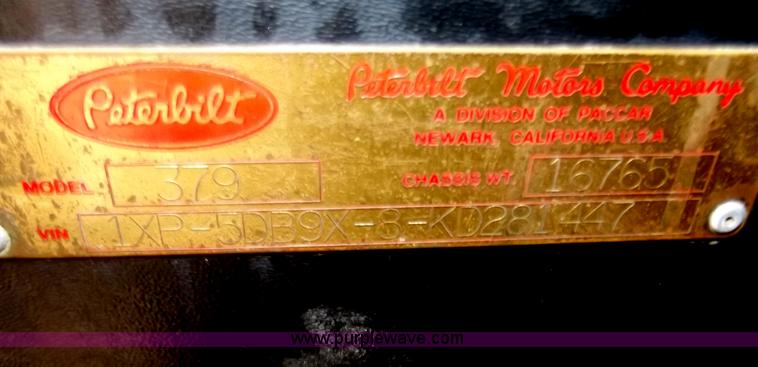 Peterbilt
Peterbilt Motors Company
A DIVISION OF PACCAR
NEWARK, CALIFORNIA U.S.A.
MODEL 379 CHASSIS WT. 16765
VIN 1XP-5DB9X-8-KD281447
www.purplewave.com